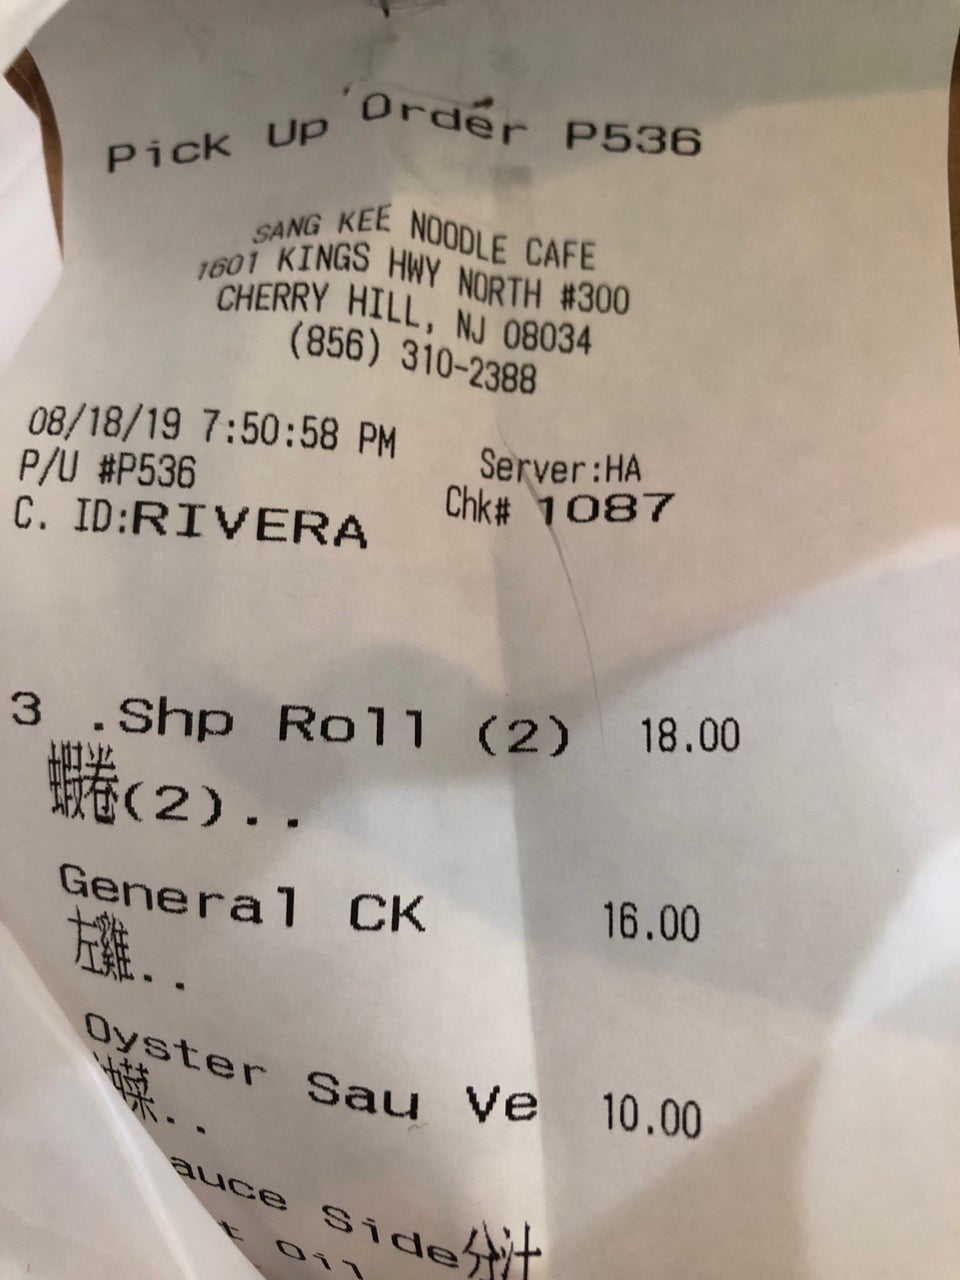 Pick Up Order P536
SANG KEE NOODLE CAFE
1601 KINGS HWY NORTH #300
CHERRY HILL, NJ 08034
(856) 310-2388
08/18/19 7:50:58 PM
P/U #P536 Server:HA
C. ID:RIVERA Chk# 1087
3 .Shp Roll (2) 18.00
蝦卷(2)..
General CK 16.00
左雞..
Oyster Sau Ve 10.00
菜..
Side分汁
Oil